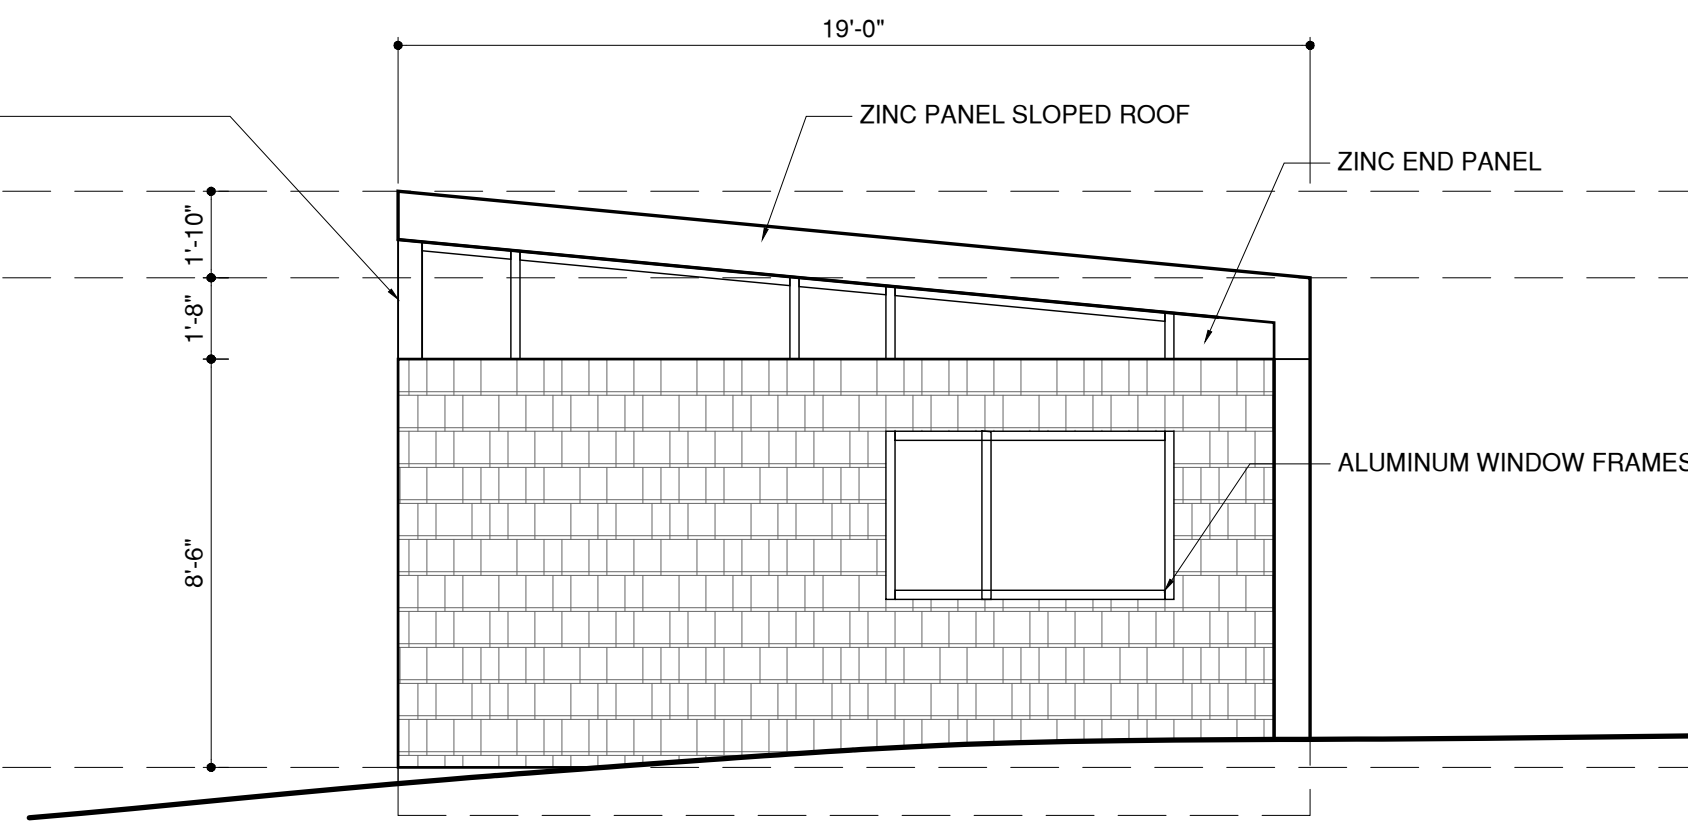 19'-0"
ZINC PANEL SLOPED ROOF
ZINC END PANEL
1'-10"
1'-8"
ALUMINUM WINDOW FRAMES
8'-6"